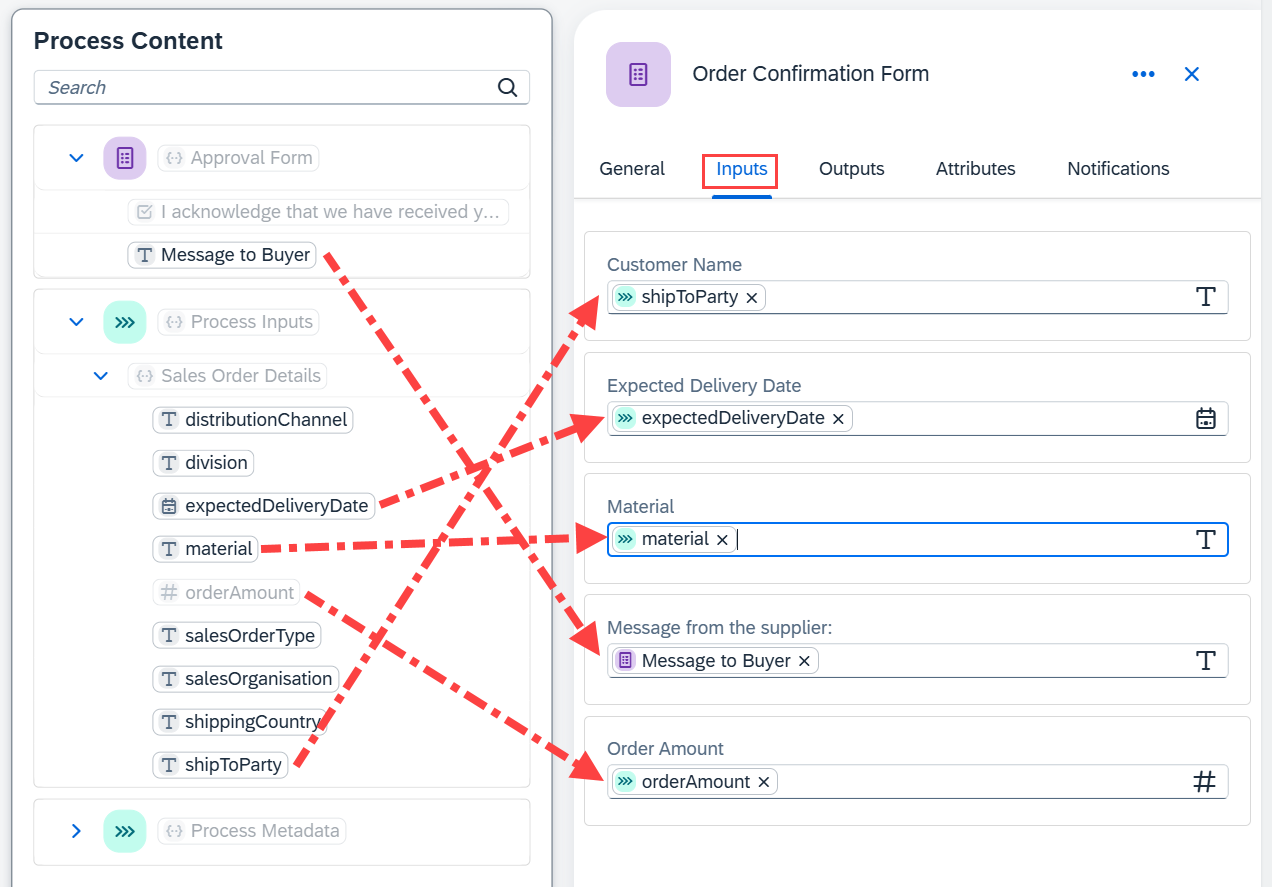 Process Content
Search
Approval Form
I acknowledge that we have received y...
Message to Buyer
Process Inputs
Sales Order Details
distributionChannel
division
expectedDeliveryDate
material
orderAmount
salesOrderType
salesOrganisation
shippingCountry
shipToParty
Process Metadata
Order Confirmation Form
General
Inputs
Outputs
Attributes
Notifications
Customer Name
shipToParty
Expected Delivery Date
expectedDeliveryDate
Material
material
Message from the supplier:
Message to Buyer
Order Amount
orderAmount